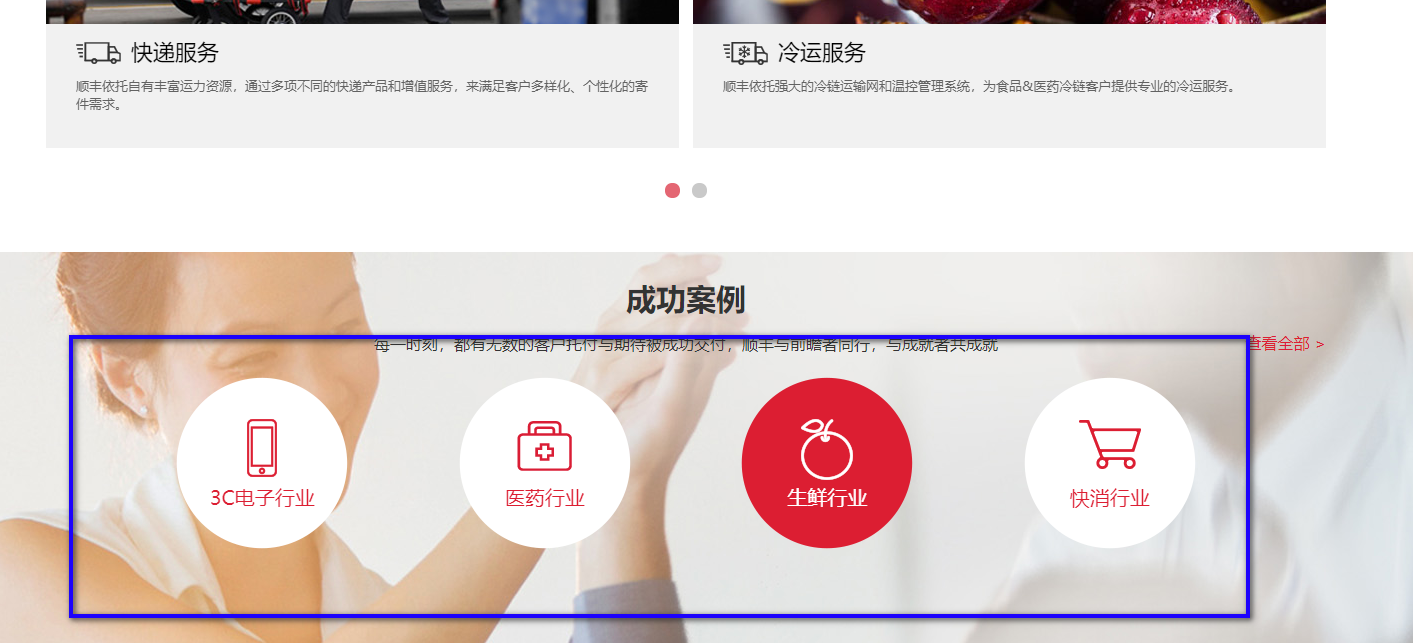 快递服务
顺丰依托自有丰富运力资源，通过多项不同的快递产品和增值服务，来满足客户多样化、个性化的寄
件需求。
冷运服务
顺丰依托强大的冷链运输网和温控管理系统，为食品&医药冷链客户提供专业的冷运服务。
成功案例
每一时刻，都有无数的客户托付与期待被成功交付，顺丰与前瞻者同行，与成就者共成就
查看全部 >
3C电子行业
医药行业
生鲜行业
快消行业